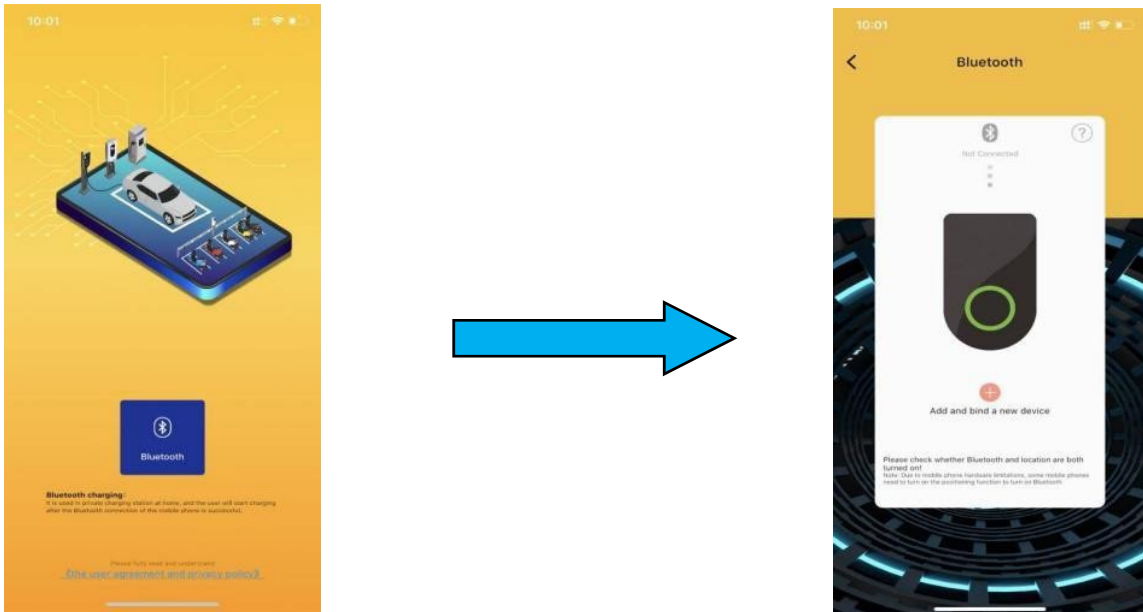 10:01
Bluetooth
Bluetooth charging:
It is used in private charging station at home, and the user will start charging
after the Bluetooth connection of the mobile phone is successful.
Please fully read and understand
《the user agreement and privacy policy》
10:01
Bluetooth
Not Connected
?
Add and bind a new device
Please check whether Bluetooth and location are both
turned on!
Note: Due to mobile phone hardware limitations, some mobile phones
need to turn on the positioning function to turn on Bluetooth